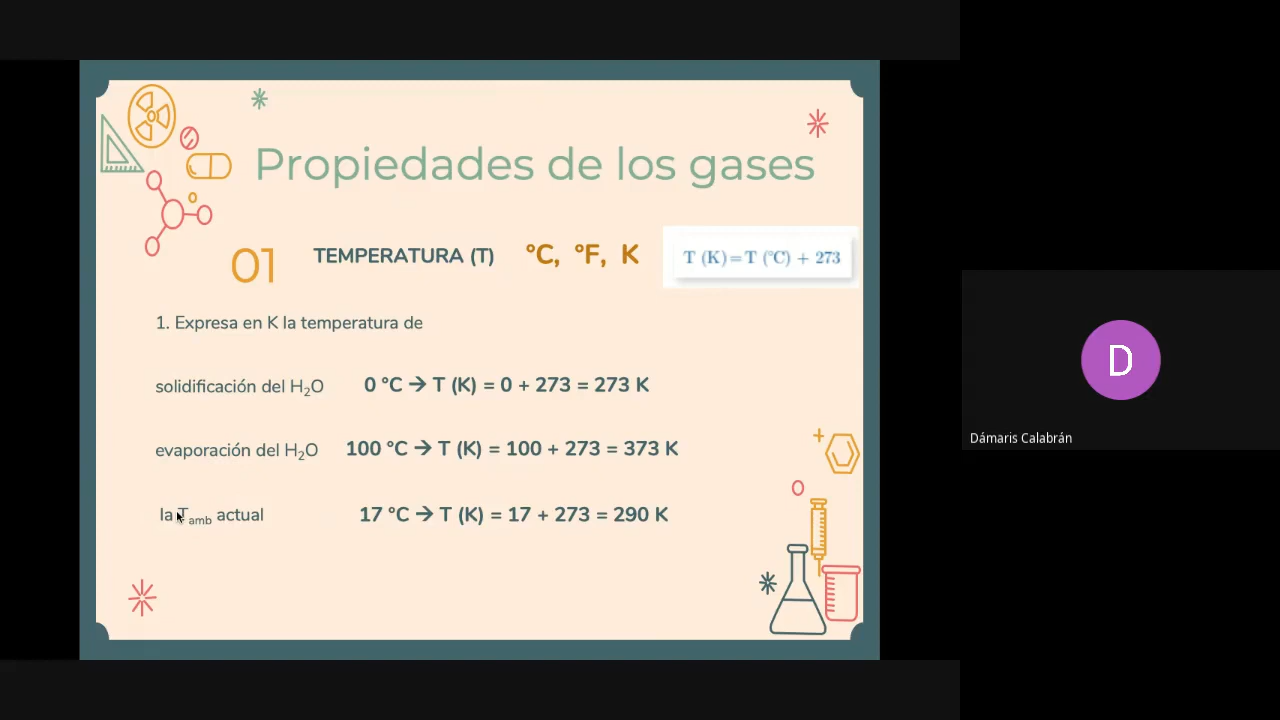 Propiedades de los gases
01 TEMPERATURA (T) °C, °F, K T (K)=T (°C) + 273
1. Expresa en K la temperatura de
solidificación del H₂O 0 °C → T (K) = 0 + 273 = 273 K
evaporación del H₂O 100 °C → T (K) = 100 + 273 = 373 K
la Tamb actual 17 °C → T (K) = 17 + 273 = 290 K
D
Dámaris Calabrán